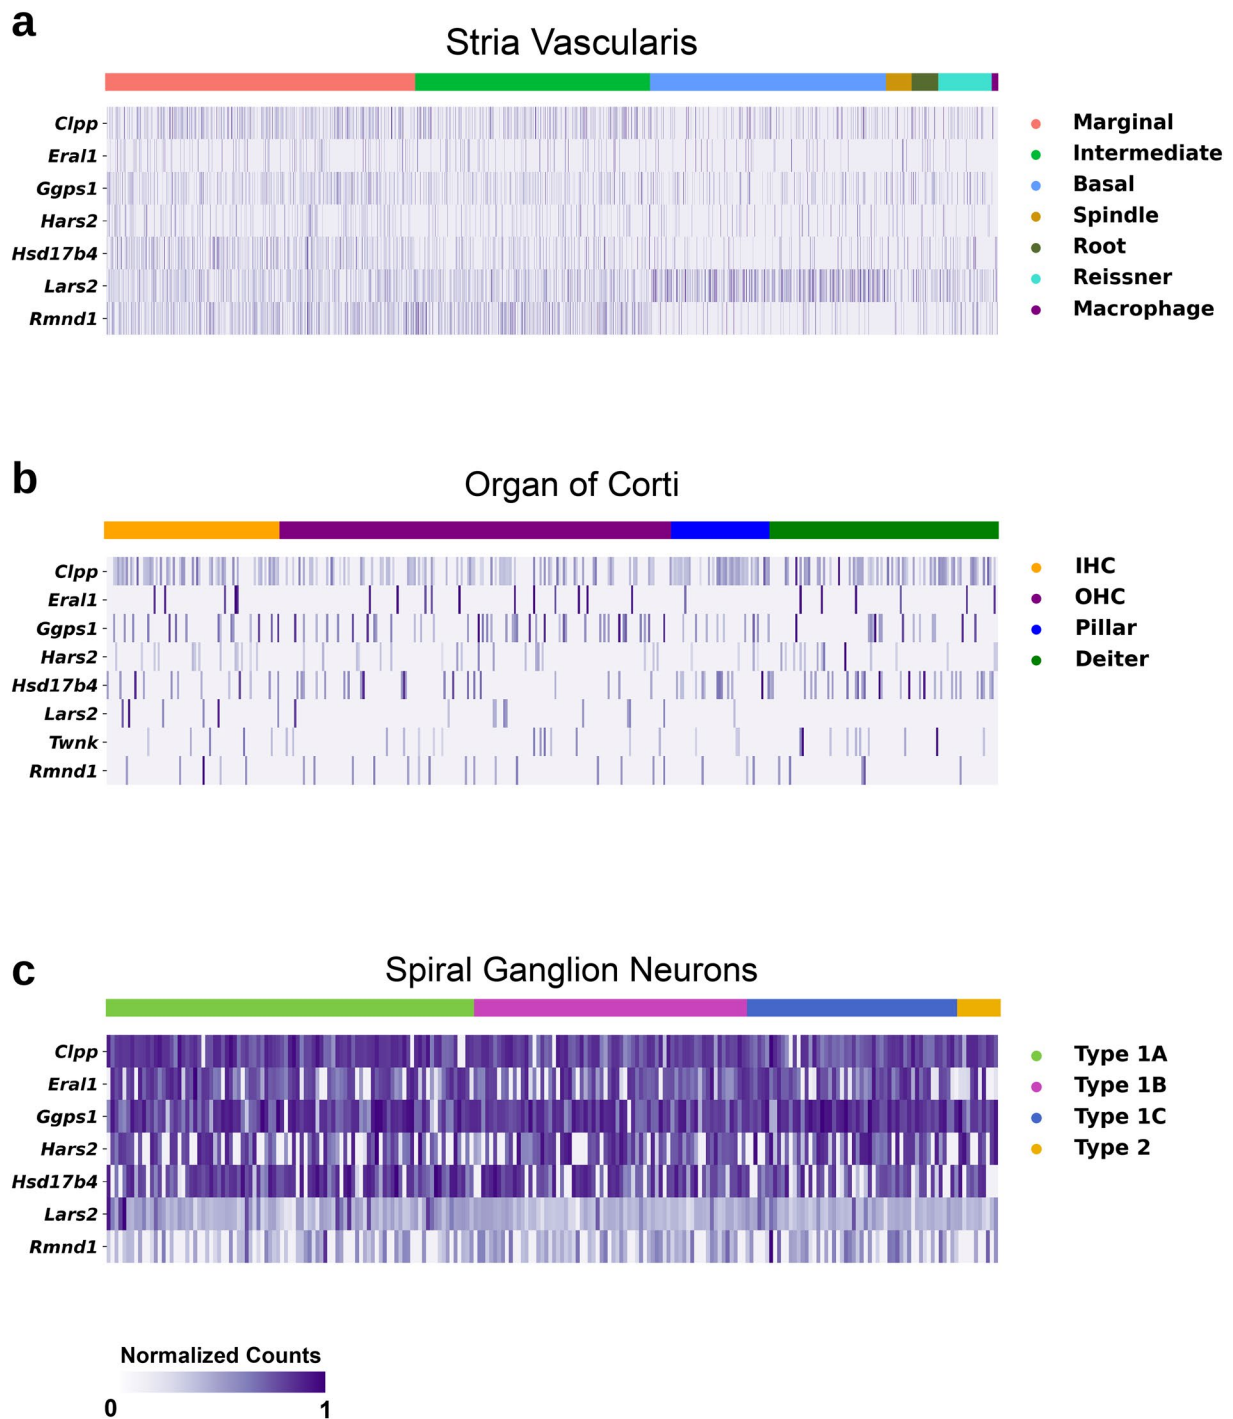 a
Stria Vascularis
Clpp
Eral1
Ggps1
Hars2
Hsd17b4
Lars2
Rmnd1
Marginal
Intermediate
Basal
Spindle
Root
Reissner
Macrophage
b
Organ of Corti
Clpp
Eral1
Ggps1
Hars2
Hsd17b4
Lars2
Twnk
Rmnd1
IHC
OHC
Pillar
Deiter
c
Spiral Ganglion Neurons
Clpp
Eral1
Ggps1
Hars2
Hsd17b4
Lars2
Rmnd1
Type 1A
Type 1B
Type 1C
Type 2
Normalized Counts
0 1